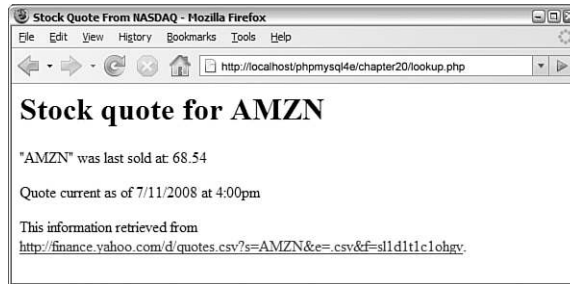 Stock Quote From NASDAQ - Mozilla Firefox
File Edit View History Bookmarks Tools Help
http://localhost/phpmysql4e/chapter20/lookup.php
Stock quote for AMZN
"AMZN" was last sold at: 68.54
Quote current as of 7/11/2008 at 4:00pm
This information retrieved from
http://finance.yahoo.com/d/quotes.csv?s=AMZN&e=.csv&f=sl1d1t1c1ohgv.